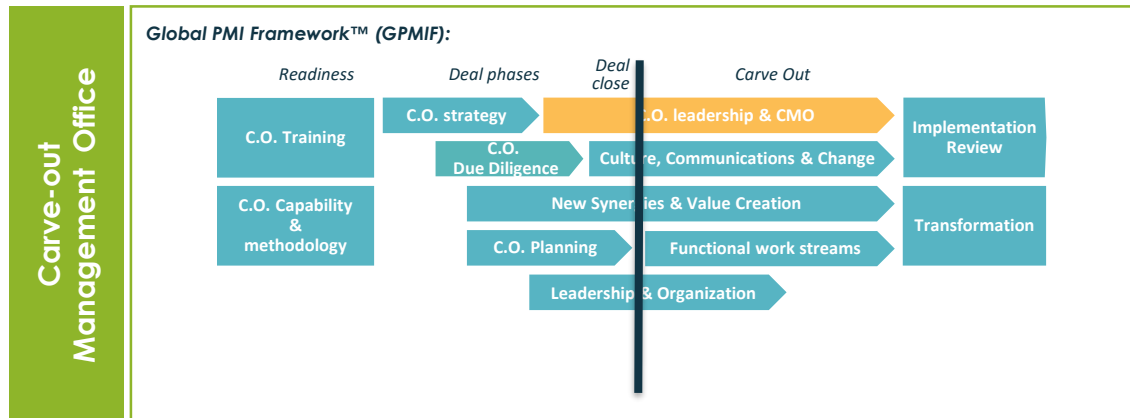 Carve-out
Management Office
Global PMI Framework™ (GPMIF):
Readiness
Deal phases
Deal
close
Carve Out
C.O. Training
C.O. strategy
C.O. leadership & CMO
Implementation
Review
C.O.
Due Diligence
Culture, Communications & Change
C.O. Capability
&
methodology
New Synergies & Value Creation
Transformation
C.O. Planning
Functional work streams
Leadership & Organization